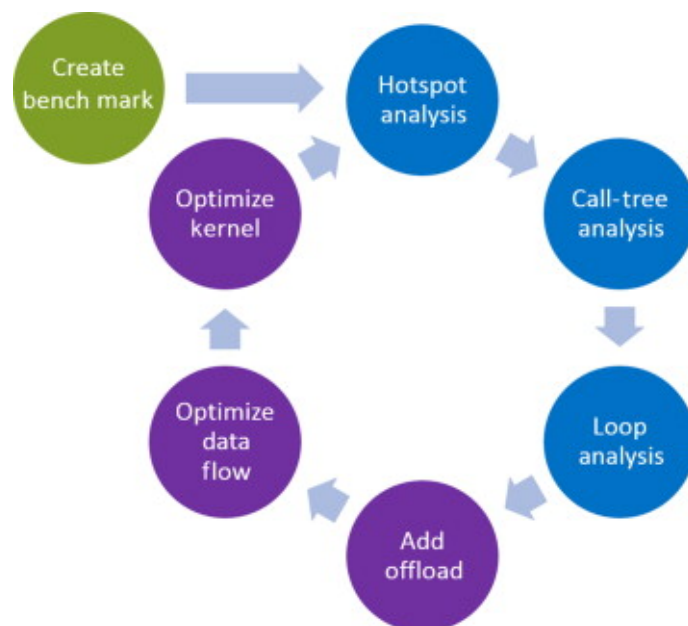 Create
bench mark
Hotspot
analysis
Call-tree
analysis
Loop
analysis
Add
offload
Optimize
data
flow
Optimize
kernel